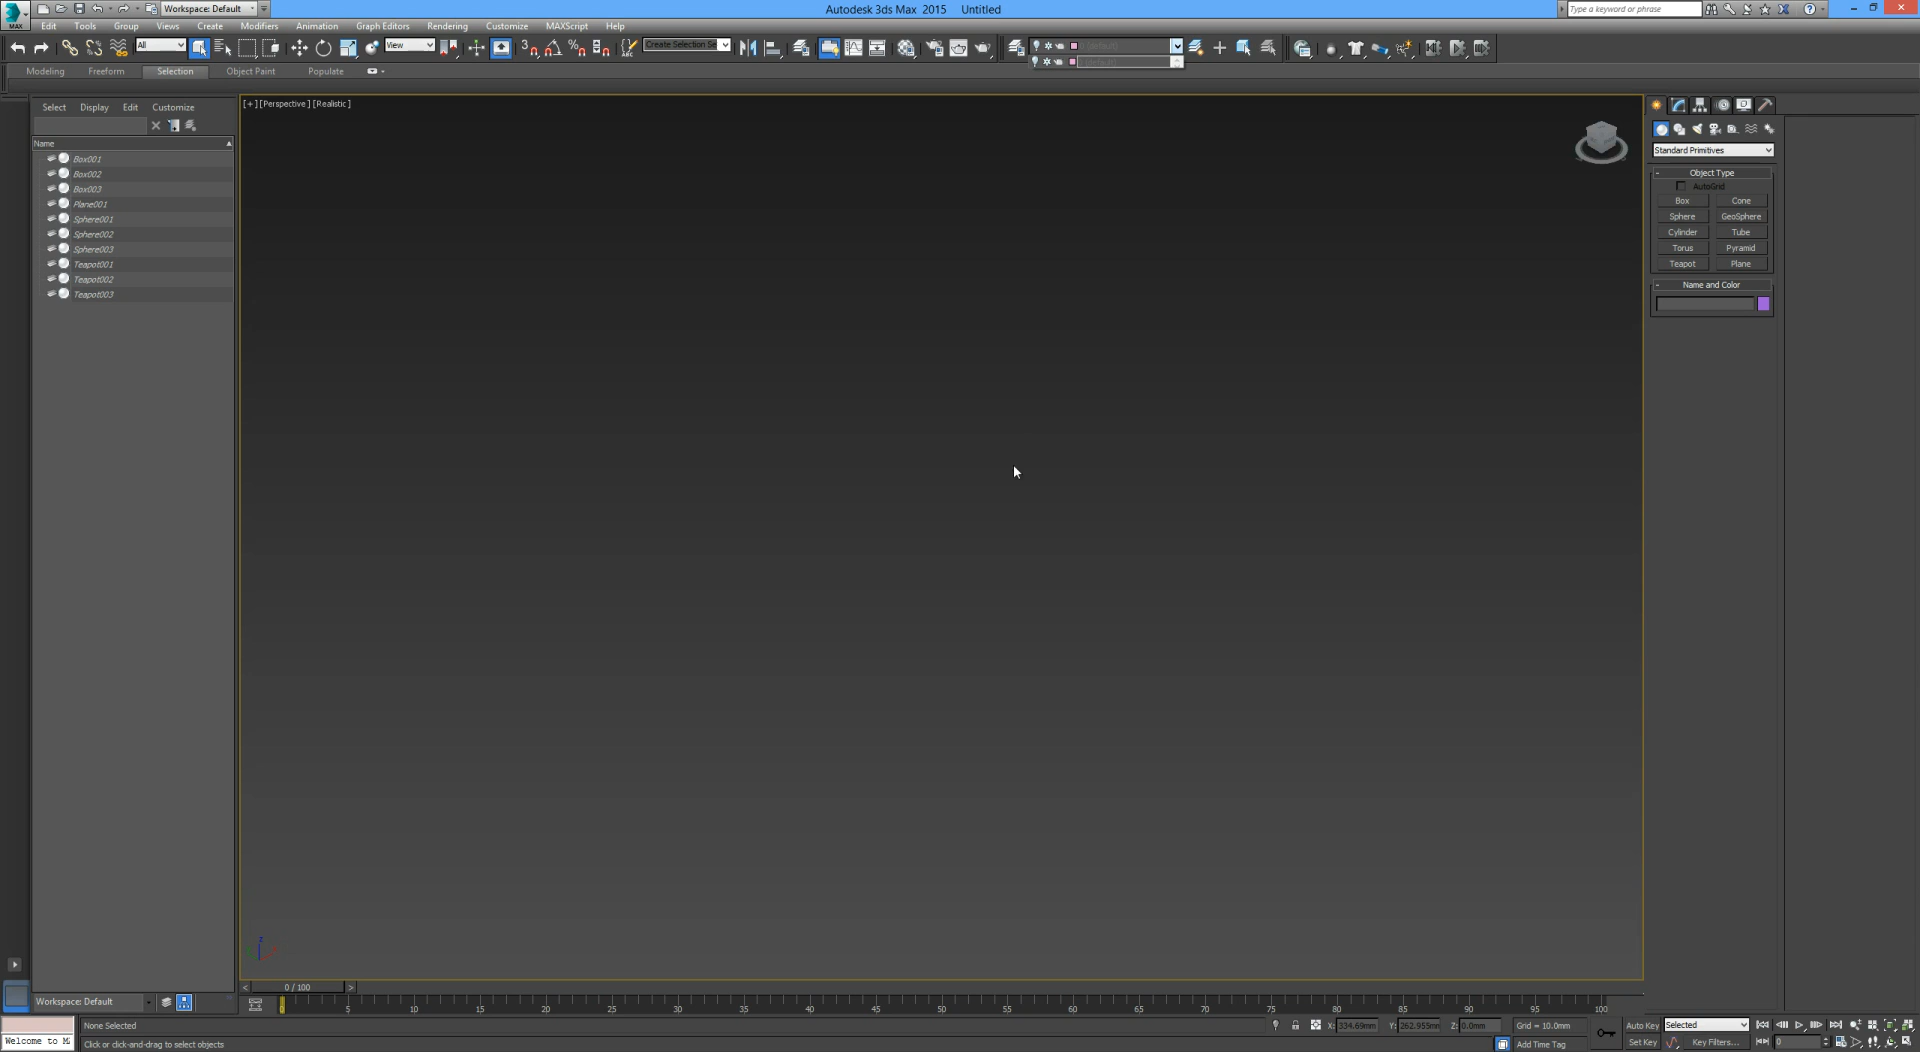 Workspace: Default
Autodesk 3ds Max 2015 Untitled
Type a keyword or phrase
MAX
Edit Tools Group Views Create Modifiers Animation Graph Editors Rendering Customize MAXScript Help
All
View
Create Selection Se
0 (default)
0 (default)
Modeling Freeform Selection Object Paint Populate
Select Display Edit Customize
Name
Box001
Box002
Box003
Plane001
Sphere001
Sphere002
Sphere003
Teapot001
Teapot002
Teapot003
[+] [Perspective ] [Realistic ]
Standard Primitives
- Object Type
AutoGrid
Box Cone
Sphere GeoSphere
Cylinder Tube
Torus Pyramid
Teapot Plane
- Name and Color
z
< 0 / 100 >
Workspace: Default
5 10 15 20 25 30 35 40 45 50 55 60 65 70 75 80 85 90 95 100
None Selected
X: 334.69mm Y: 262.955mm Z: 0.0mm
Grid = 10.0mm
Auto Key Selected
Welcome to M
Click or click-and-drag to select objects
Add Time Tag
Set Key Key Filters...
0